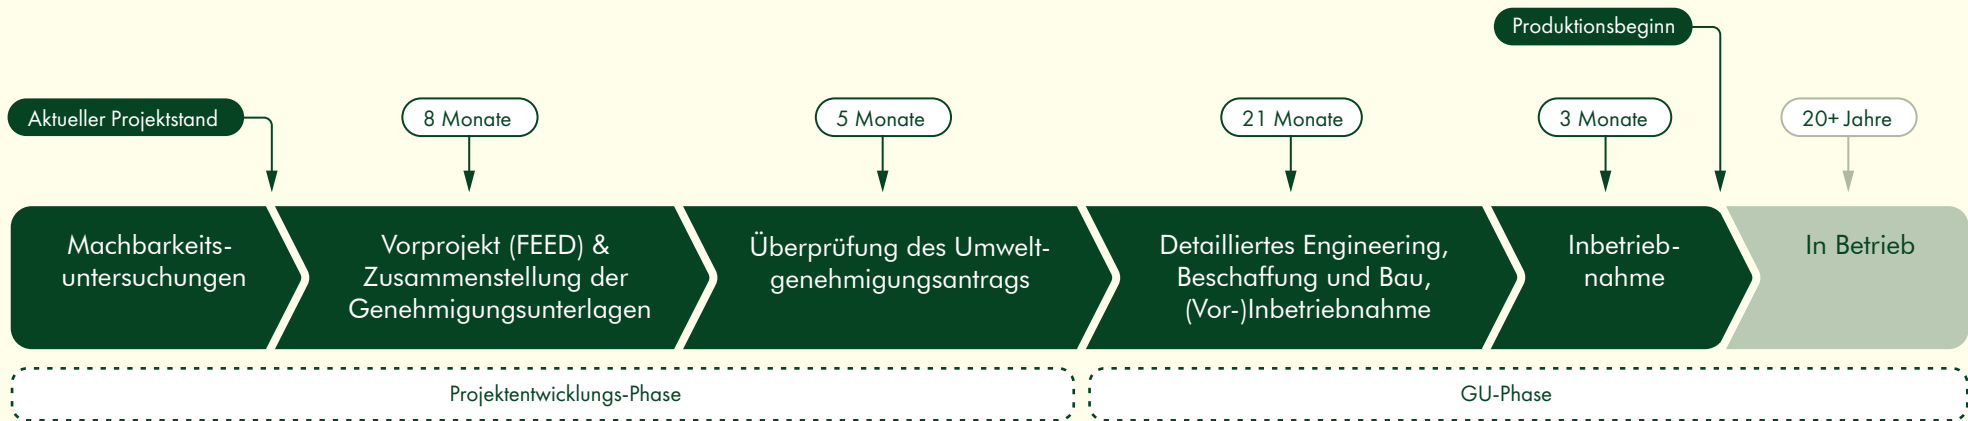 Produktionsbeginn
Aktueller Projektstand
8 Monate
5 Monate
21 Monate
3 Monate
20+ Jahre
Machbarkeits-
untersuchungen
Vorprojekt (FEED) &
Zusammenstellung der
Genehmigungsunterlagen
Überprüfung des Umwelt-
genehmigungsantrags
Detailliertes Engineering,
Beschaffung und Bau,
(Vor-)Inbetriebnahme
Inbetrieb-
nahme
In Betrieb
Projektentwicklungs-Phase
GU-Phase